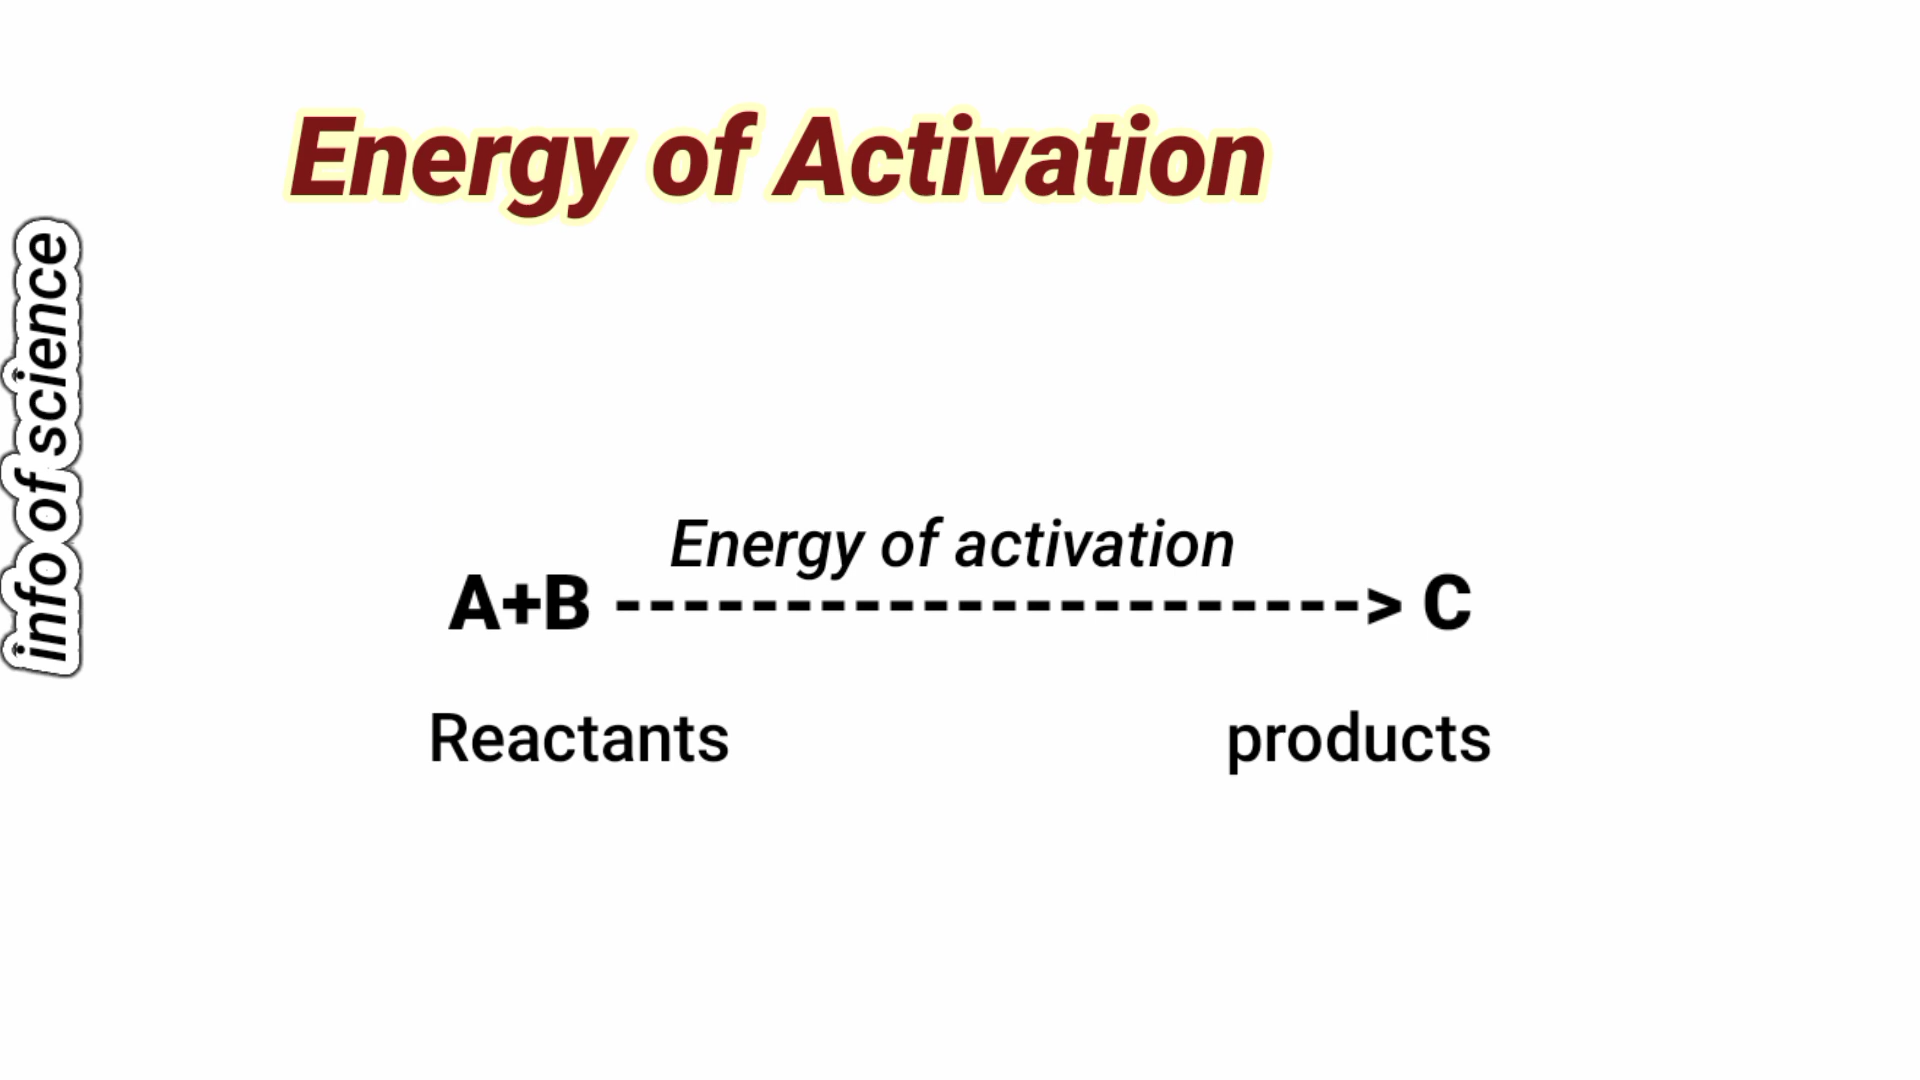 Energy of Activation
info of science
Energy of activation
A+B ----------------------> C
Reactants products